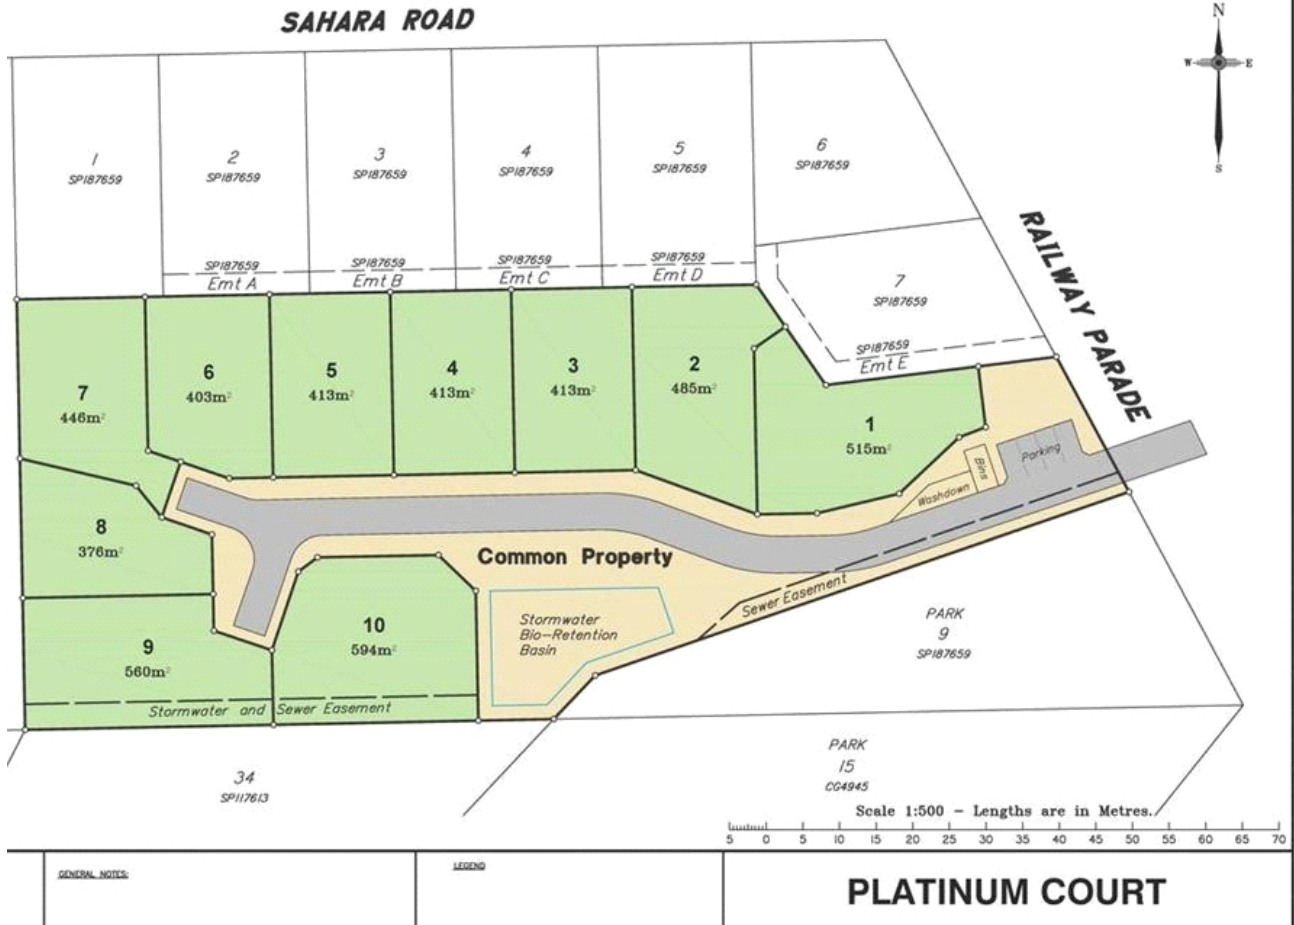 SAHARA ROAD
N
W
E
S
1
SP187659
2
SP187659
3
SP187659
4
SP187659
5
SP187659
6
SP187659
SP187659
Emt A
SP187659
Emt B
SP187659
Emt C
SP187659
Emt D
7
SP187659
SP187659
Emt E
RAILWAY PARADE
7
446m²
6
403m²
5
413m²
4
413m²
3
413m²
2
485m²
1
515m²
Parking
Bins
Washdown
8
376m²
Common Property
Sewer Easement
9
560m²
10
594m²
Stormwater
Bio-Retention
Basin
Stormwater and Sewer Easement
PARK
9
SP187659
34
SP117613
PARK
15
CG4945
Scale 1:500 - Lengths are in Metres.
5 0 5 10 15 20 25 30 35 40 45 50 55 60 65 70
GENERAL NOTES:
LEGEND
PLATINUM COURT